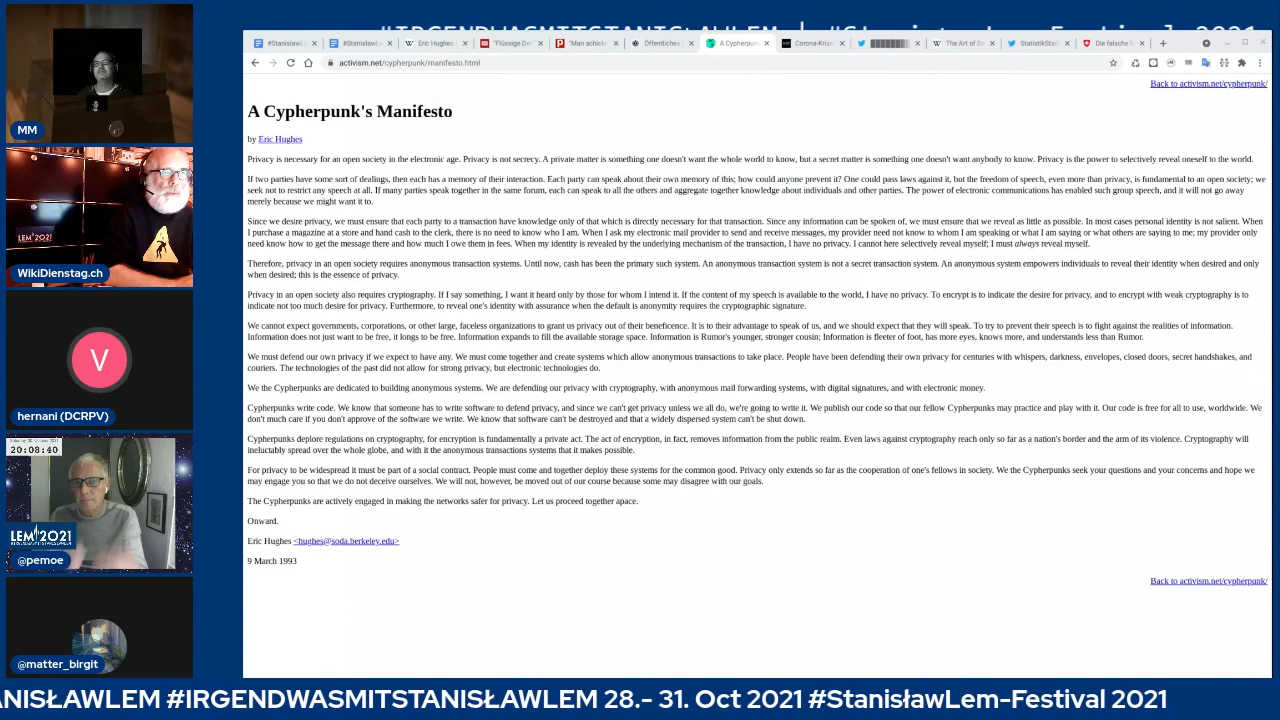 #IRGENDWASMITSTANISŁAWLEM | #StanisławLem-Festival 2021
MM
LEM 2021
WikiDienstag.ch
V
hernani (DCRPV)
20:08:40
LEM 2021
@pemoe
@matter_birgit
#StanislawL
#StanislawL
Eric Hughes
"Flüssige De
"Man schick
Öffentliches
A Cypherpun
Corona-Kris
The Art of De
StatistikStad
Die falsche
activism.net/cypherpunk/manifesto.html
Back to activism.net/cypherpunk/
A Cypherpunk's Manifesto
by Eric Hughes
Privacy is necessary for an open society in the electronic age. Privacy is not secrecy. A private matter is something one doesn't want the whole world to know, but a secret matter is something one doesn't want anybody to know. Privacy is the power to selectively reveal oneself to the world.
If two parties have some sort of dealings, then each has a memory of their interaction. Each party can speak about their own memory of this; how could anyone prevent it? One could pass laws against it, but the freedom of speech, even more than privacy, is fundamental to an open society; we
seek not to restrict any speech at all. If many parties speak together in the same forum, each can speak to all the others and aggregate together knowledge about individuals and other parties. The power of electronic communications has enabled such group speech, and it will not go away
merely because we might want it to.
Since we desire privacy, we must ensure that each party to a transaction have knowledge only of that which is directly necessary for that transaction. Since any information can be spoken of, we must ensure that we reveal as little as possible. In most cases personal identity is not salient. When
I purchase a magazine at a store and hand cash to the clerk, there is no need to know who I am. When I ask my electronic mail provider to send and receive messages, my provider need not know to whom I am speaking or what I am saying or what others are saying to me; my provider only
need know how to get the message there and how much I owe them in fees. When my identity is revealed by the underlying mechanism of the transaction, I have no privacy. I cannot here selectively reveal myself; I must always reveal myself.
Therefore, privacy in an open society requires anonymous transaction systems. Until now, cash has been the primary such system. An anonymous transaction system is not a secret transaction system. An anonymous system empowers individuals to reveal their identity when desired and only
when desired; this is the essence of privacy.
Privacy in an open society also requires cryptography. If I say something, I want it heard only by those for whom I intend it. If the content of my speech is available to the world, I have no privacy. To encrypt is to indicate the desire for privacy, and to encrypt with weak cryptography is to
indicate not too much desire for privacy. Furthermore, to reveal one's identity with assurance when the default is anonymity requires the cryptographic signature.
We cannot expect governments, corporations, or other large, faceless organizations to grant us privacy out of their beneficence. It is to their advantage to speak of us, and we should expect that they will speak. To try to prevent their speech is to fight against the realities of information.
Information does not just want to be free, it longs to be free. Information expands to fill the available storage space. Information is Rumor's younger, stronger cousin; Information is fleeter of foot, has more eyes, knows more, and understands less than Rumor.
We must defend our own privacy if we expect to have any. We must come together and create systems which allow anonymous transactions to take place. People have been defending their own privacy for centuries with whispers, darkness, envelopes, closed doors, secret handshakes, and
couriers. The technologies of the past did not allow for strong privacy, but electronic technologies do.
We the Cypherpunks are dedicated to building anonymous systems. We are defending our privacy with cryptography, with anonymous mail forwarding systems, with digital signatures, and with electronic money.
Cypherpunks write code. We know that someone has to write software to defend privacy, and since we can't get privacy unless we all do, we're going to write it. We publish our code so that our fellow Cypherpunks may practice and play with it. Our code is free for all to use, worldwide. We
don't much care if you don't approve of the software we write. We know that software can't be destroyed and that a widely dispersed system can't be shut down.
Cypherpunks deplore regulations on cryptography, for encryption is fundamentally a private act. The act of encryption, in fact, removes information from the public realm. Even laws against cryptography reach only so far as a nation's border and the arm of its violence. Cryptography will
ineluctably spread over the whole globe, and with it the anonymous transactions systems that it makes possible.
For privacy to be widespread it must be part of a social contract. People must come and together deploy these systems for the common good. Privacy only extends so far as the cooperation of one's fellows in society. We the Cypherpunks seek your questions and your concerns and hope we
may engage you so that we do not deceive ourselves. We will not, however, be moved out of our course because some may disagree with our goals.
The Cypherpunks are actively engaged in making the networks safer for privacy. Let us proceed together apace.
Onward.
Eric Hughes <hughes@soda.berkeley.edu>
9 March 1993
Back to activism.net/cypherpunk/
ANISŁAWLEM #IRGENDWASMITSTANISŁAWLEM 28.- 31. Oct 2021 #StanisławLem-Festival 2021